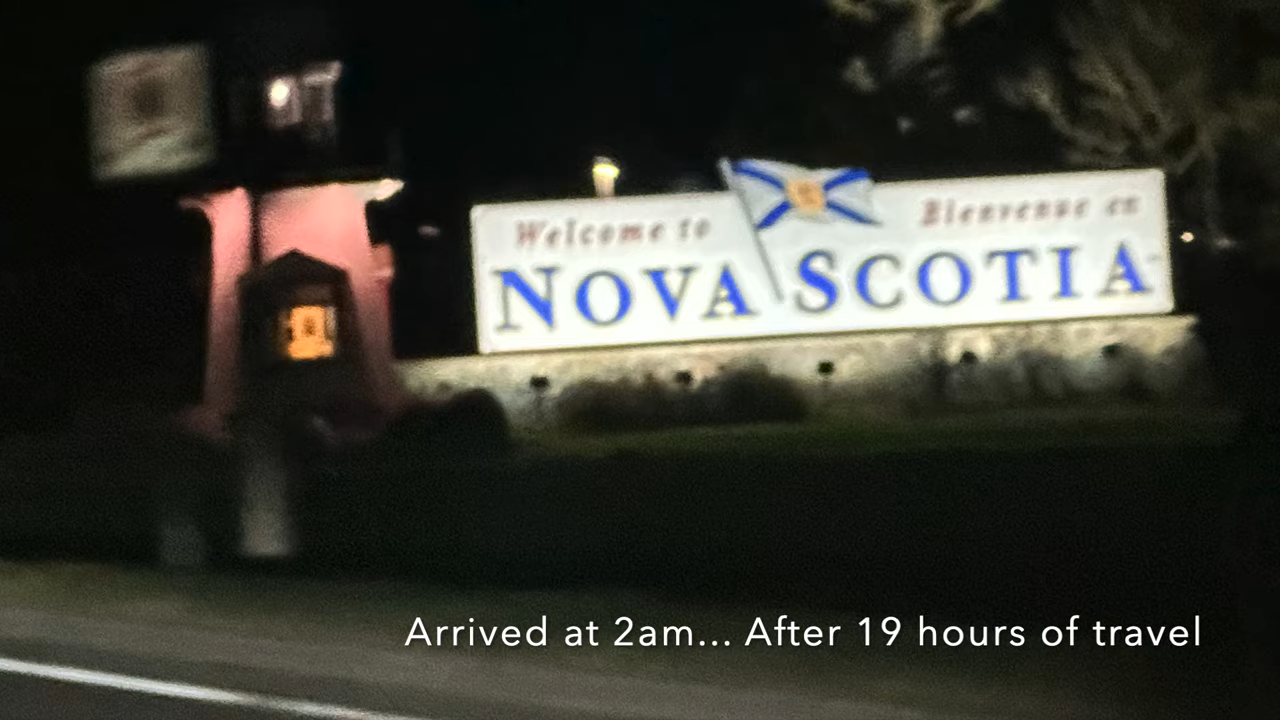 Welcome to
Bienvenue en
NOVA SCOTIA
Arrived at 2am... After 19 hours of travel